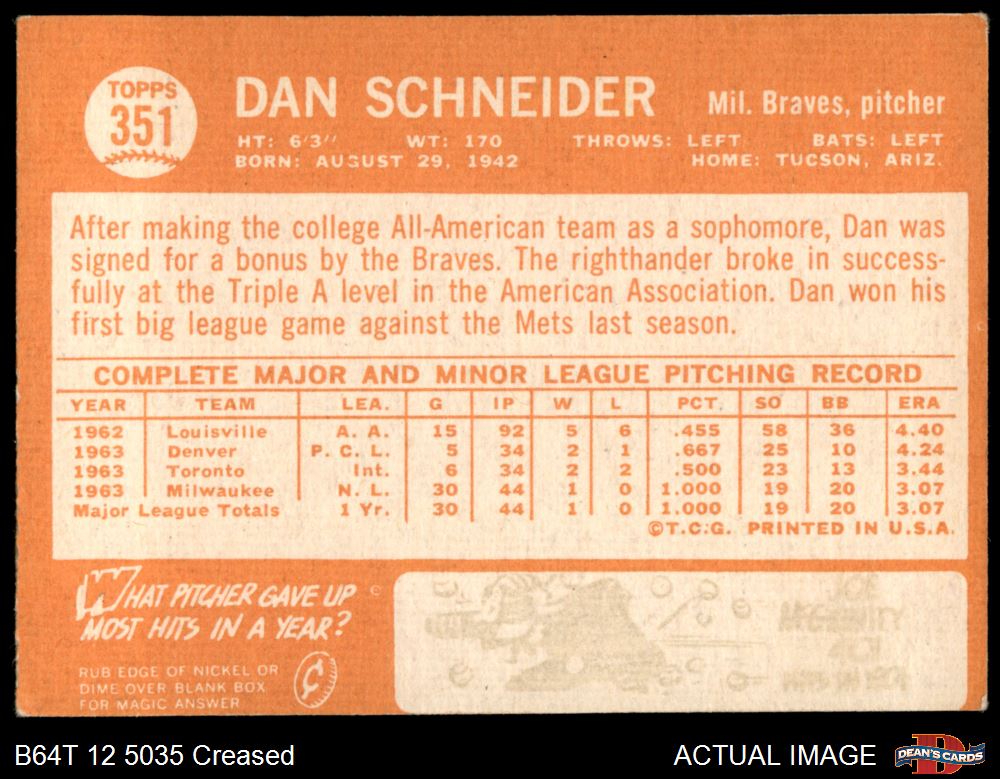 TOPPS
351
DAN SCHNEIDER
Mil. Braves, pitcher
HT: 6'3" WT: 170 THROWS: LEFT BATS: LEFT
BORN: AUGUST 29, 1942 HOME: TUCSON, ARIZ.
After making the college All-American team as a sophomore, Dan was
signed for a bonus by the Braves. The righthander broke in success-
fully at the Triple A level in the American Association. Dan won his
first big league game against the Mets last season.
COMPLETE MAJOR AND MINOR LEAGUE PITCHING RECORD
YEAR TEAM LEA. G IP W L PCT. SO BB ERA
1962 Louisville A. A. 15 92 5 6 .455 58 36 4.40
1963 Denver P. C. L. 5 34 2 1 .667 25 10 4.24
1963 Toronto Int. 6 34 2 2 .500 23 13 3.44
1963 Milwaukee N. L. 30 44 1 0 1.000 19 20 3.07
Major League Totals 1 Yr. 30 44 1 0 1.000 19 20 3.07
©T.C.G. PRINTED IN U.S.A.
WHAT PITCHER GAVE UP
MOST HITS IN A YEAR?
RUB EDGE OF NICKEL OR
DIME OVER BLANK BOX
FOR MAGIC ANSWER
JOE
B64T 12 5035 Creased
ACTUAL IMAGE
DEAN'S CARDS